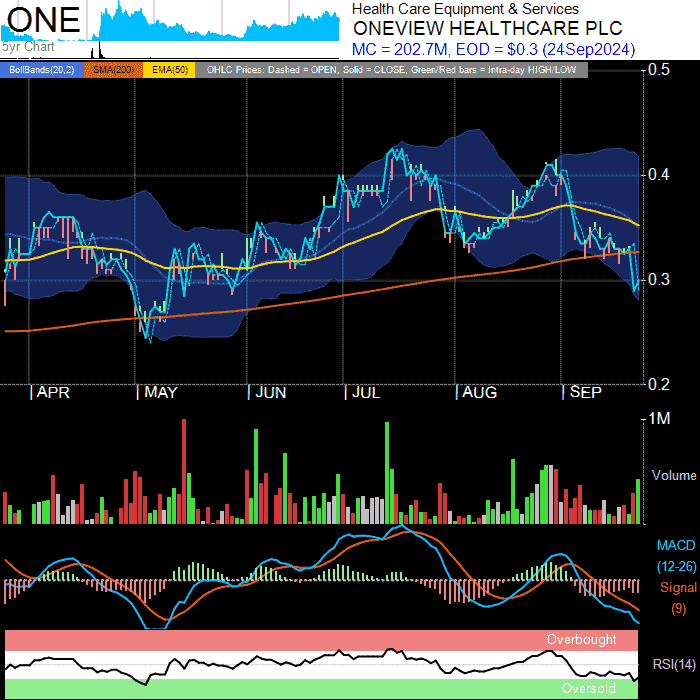 ONE
5yr Chart
Health Care Equipment & Services
ONEVIEW HEALTHCARE PLC
MC = 202.7M, EOD = $0.3 (24Sep2024)
BollBands(20,2) SMA(200) EMA(50) OHLC Prices: Dashed = OPEN, Solid = CLOSE, Green/Red bars = Intra-day HIGH/LOW
0.5
0.4
0.3
0.2
APR MAY JUN JUL AUG SEP
1M
Volume
MACD
(12-26)
Signal
(9)
Overbought
RSI(14)
Oversold